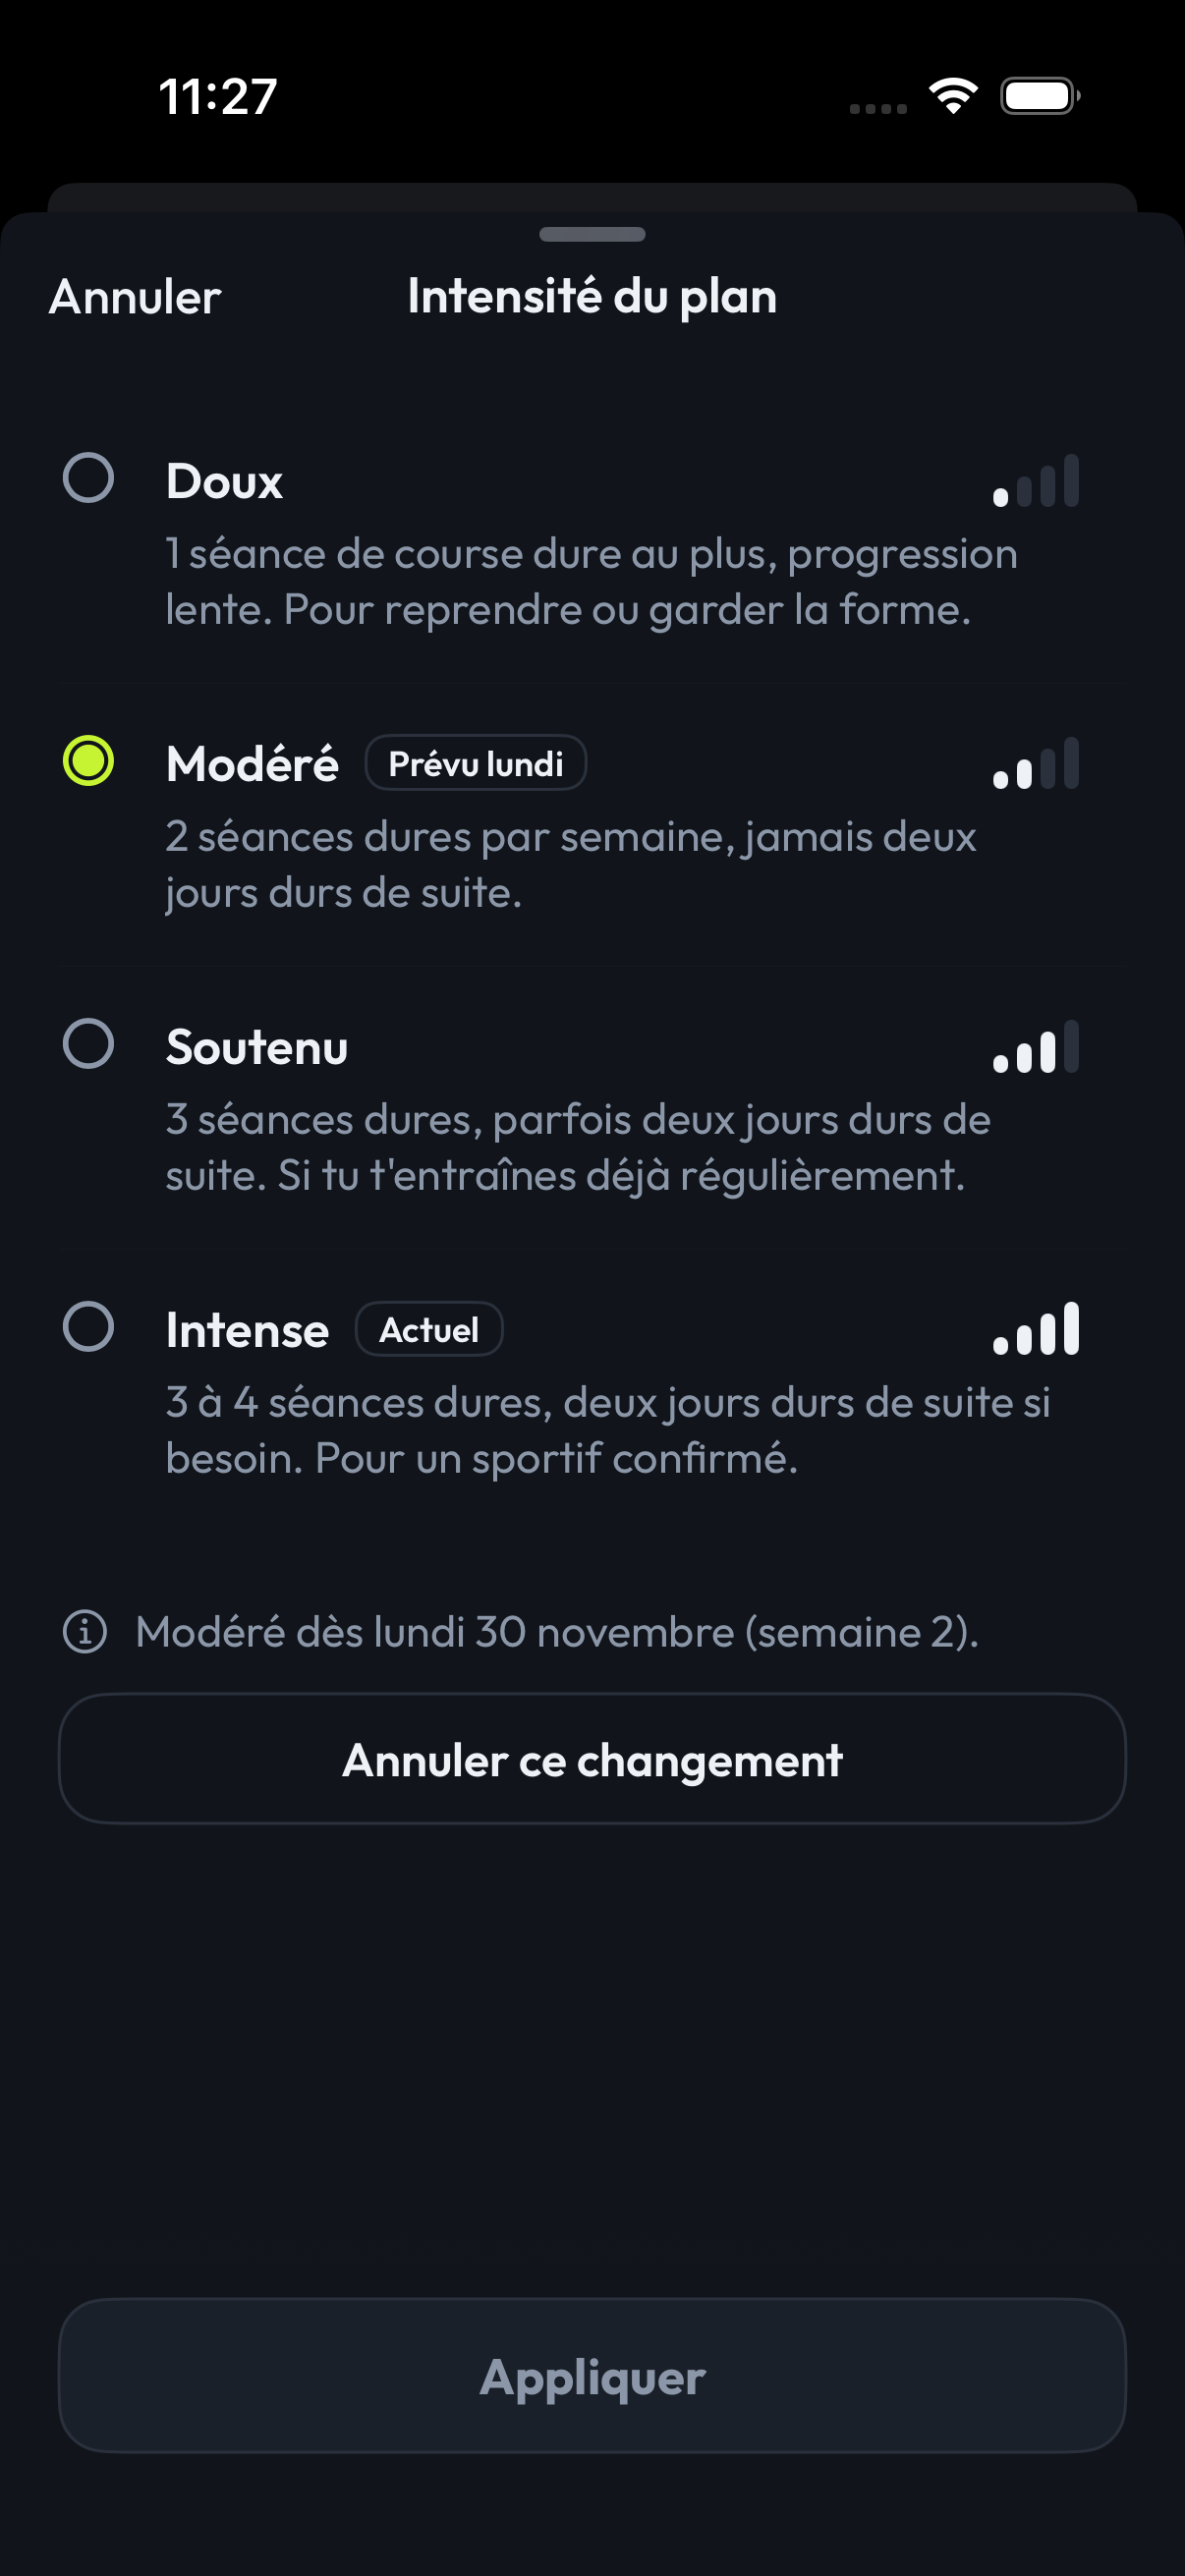 11:27
Annuler
Intensité du plan
Doux
1 séance de course dure au plus, progression
lente. Pour reprendre ou garder la forme.
Modéré
Prévu lundi
2 séances dures par semaine, jamais deux
jours durs de suite.
Soutenu
3 séances dures, parfois deux jours durs de
suite. Si tu t'entraînes déjà régulièrement.
Intense
Actuel
3 à 4 séances dures, deux jours durs de suite si
besoin. Pour un sportif confirmé.
Modéré dès lundi 30 novembre (semaine 2).
Annuler ce changement
Appliquer